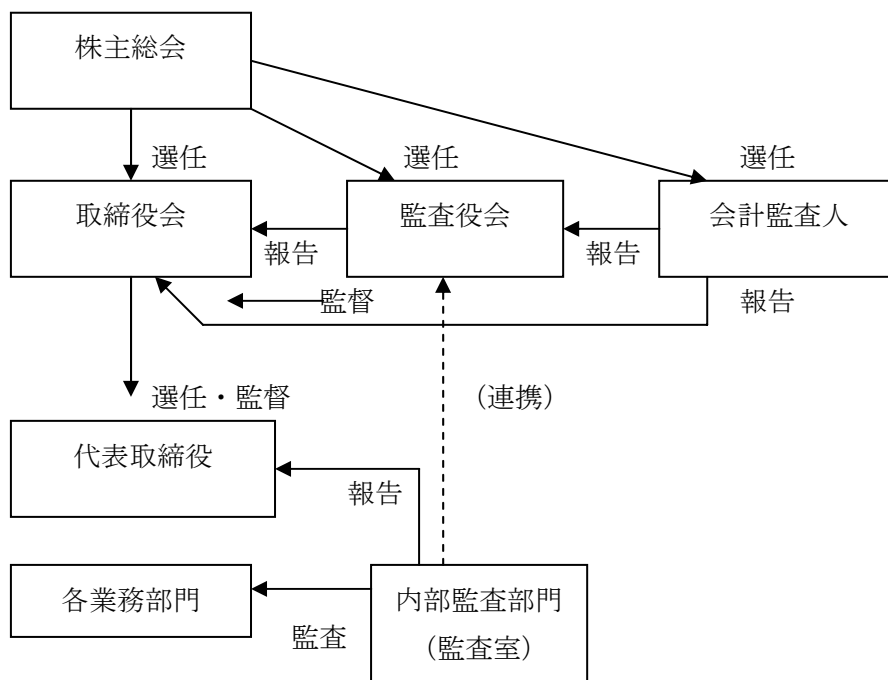 株主総会
選任
選任
選任
取締役会
監査役会
会計監査人
報告
報告
監督
報告
選任・監督
(連携)
代表取締役
報告
各業務部門
内部監査部門
監査
(監査室)